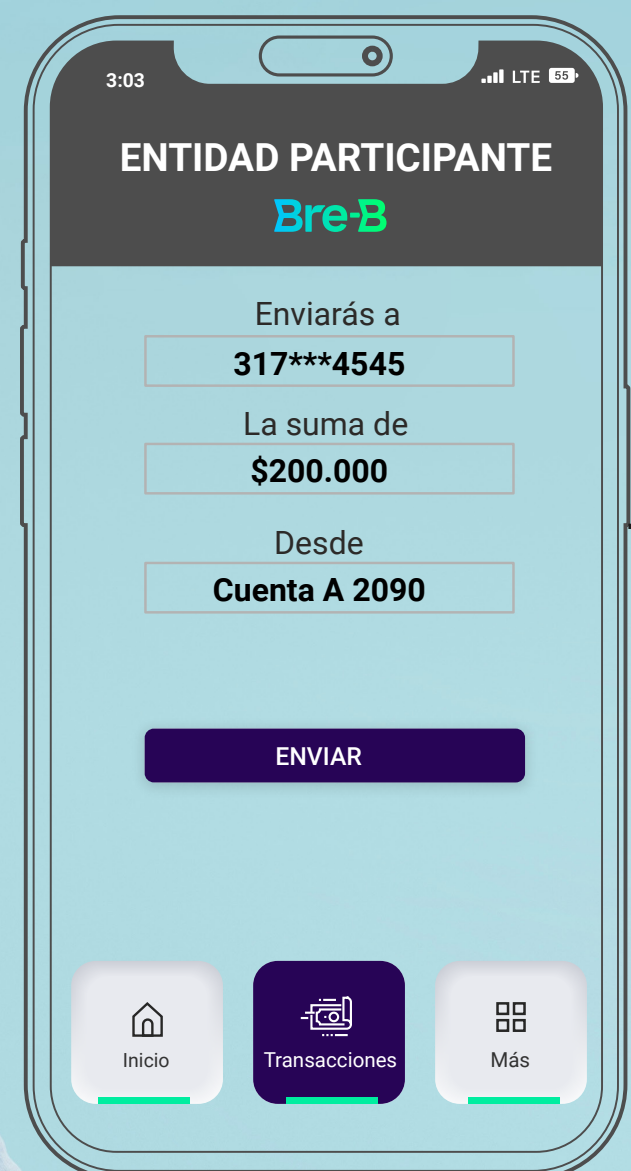 3:03 LTE 55
ENTIDAD PARTICIPANTE
Bre-B
Enviarás a
317***4545
La suma de
$200.000
Desde
Cuenta A 2090
ENVIAR
Inicio Transacciones Más